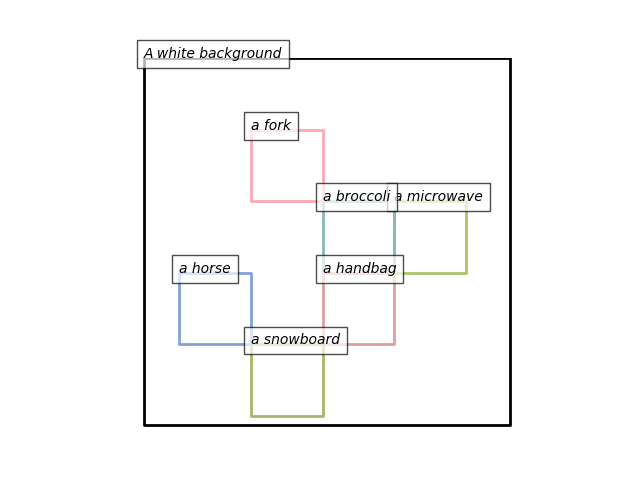 A white background
a fork
a broccoli
a microwave
a horse
a handbag
a snowboard